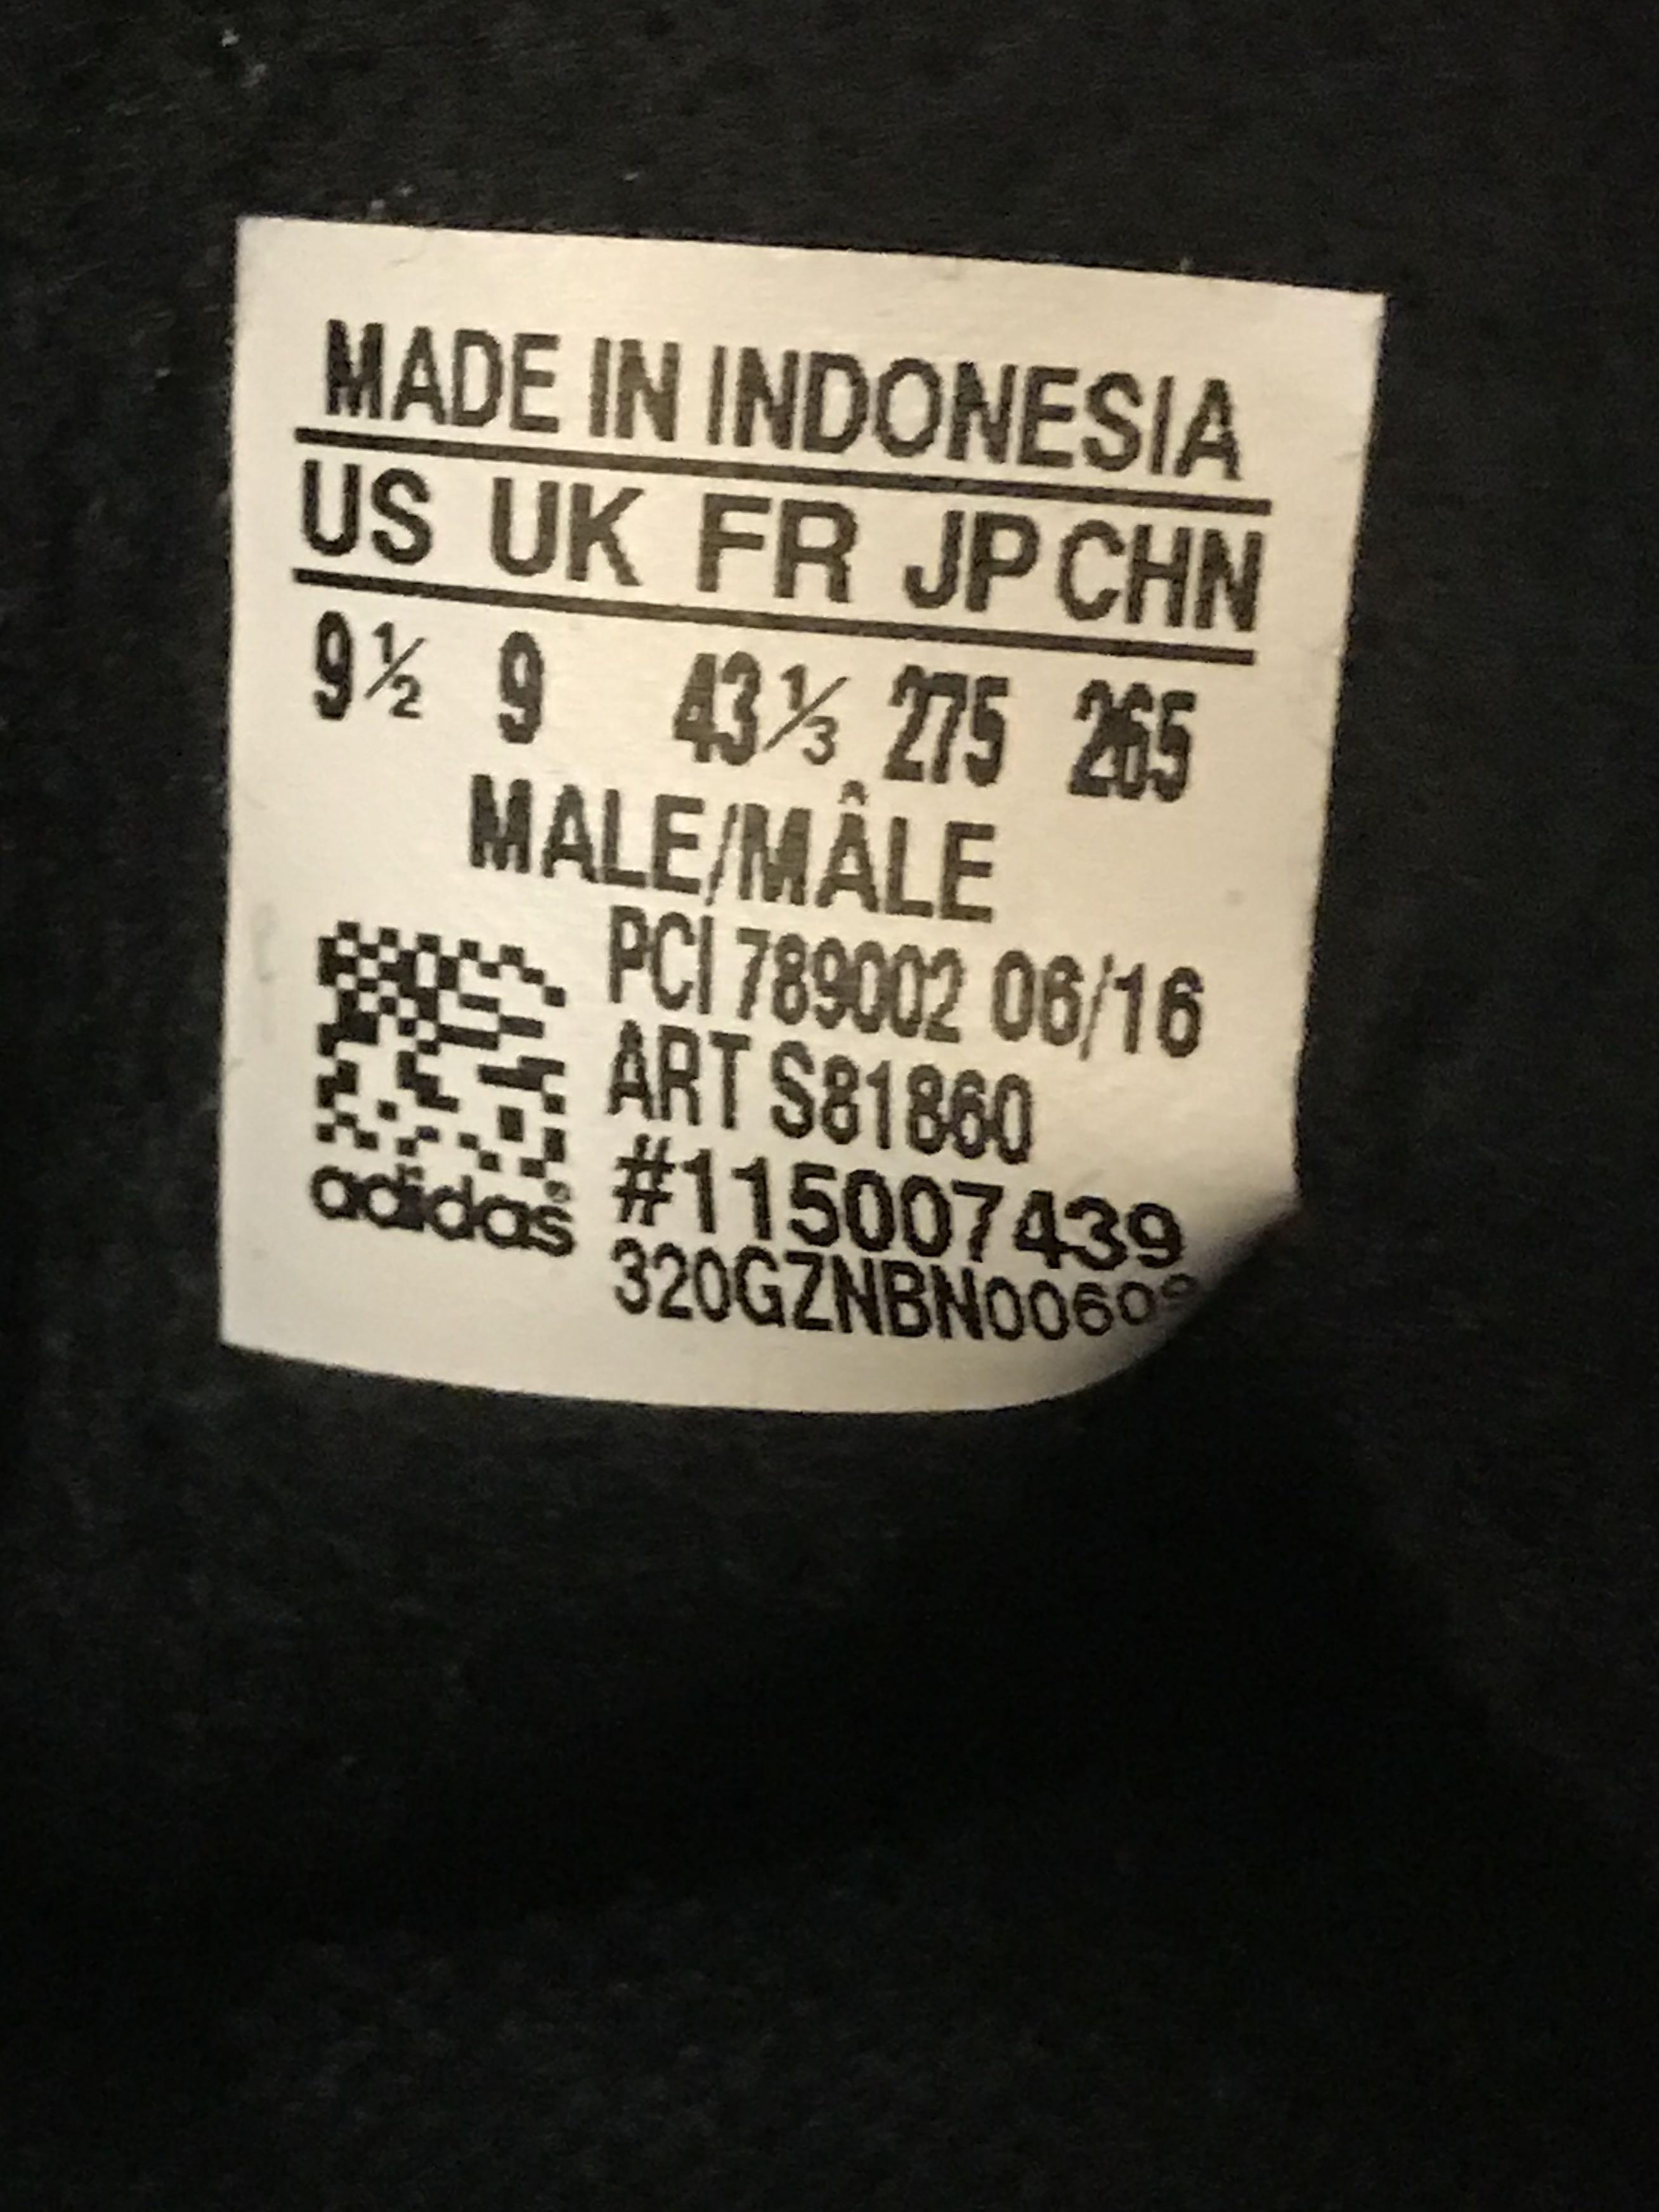 MADE IN INDONESIA
US UK FR JP CHN
9½ 9 43⅓ 275 265
MALE/MÂLE
PCI 789002 06/16
ART S81860
#115007439
adidas